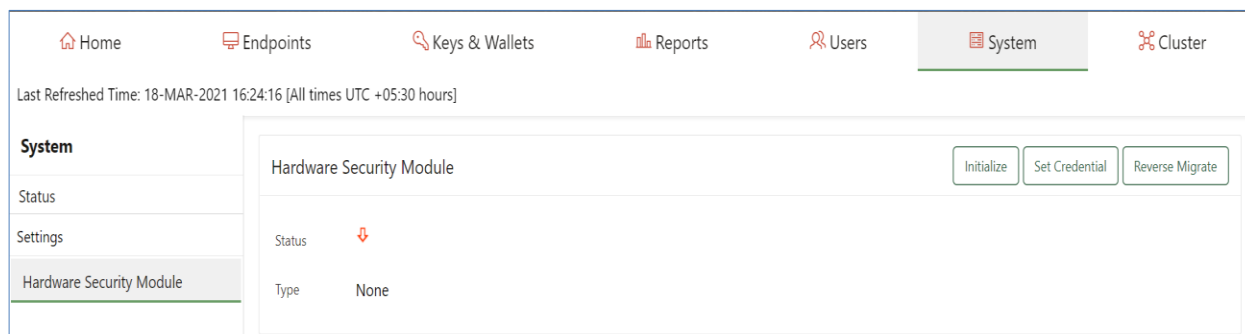 Home Endpoints Keys & Wallets Reports Users System Cluster
Last Refreshed Time: 18-MAR-2021 16:24:16 [All times UTC +05:30 hours]
System
Status
Settings
Hardware Security Module
Hardware Security Module Initialize Set Credential Reverse Migrate
Status
Type None